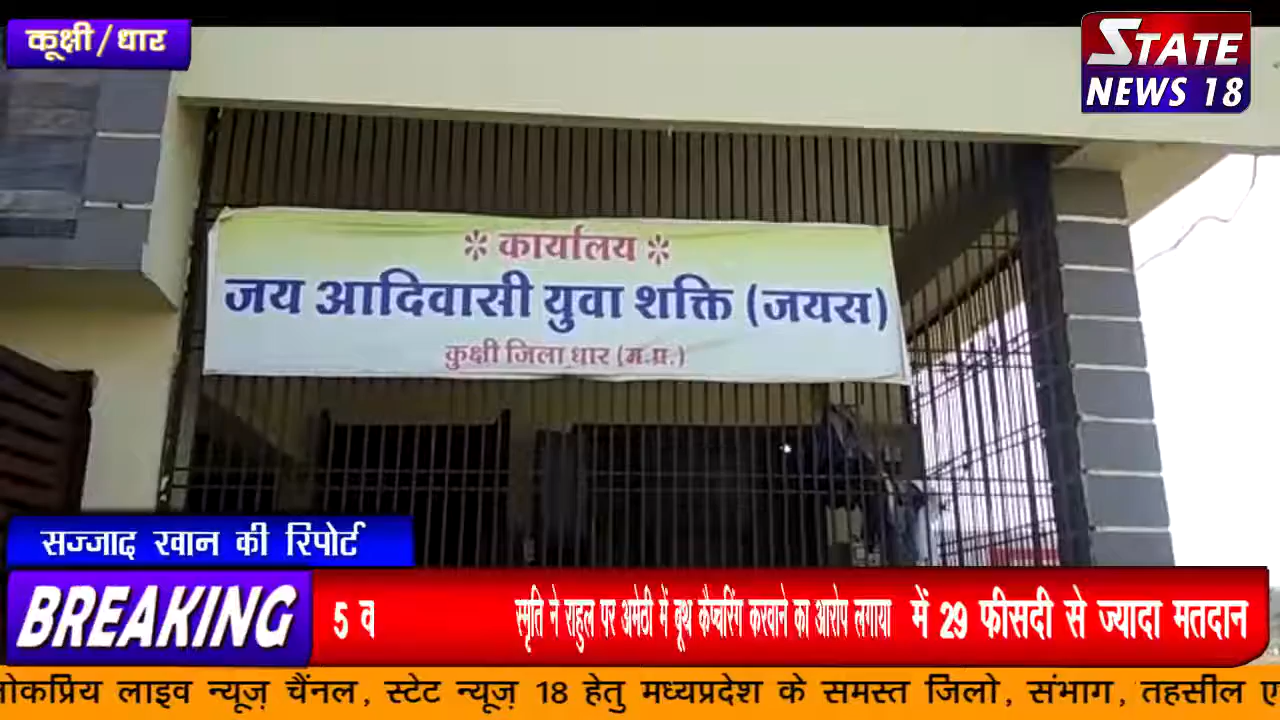 कूक्षी/धार
STATE
NEWS 18
* कार्यालय *
जय आदिवासी युवा शक्ति (जयस)
कुक्षी जिला धार (म.प्र.)
सज्जाद खान की रिपोर्ट
BREAKING
5 व स्मृति ने राहुल पर अमेठी में बूथ कैप्चरिंग करवाने का आरोप लगाया में 29 फीसदी से ज्यादा मतदान
लोकप्रिय लाइव न्यूज़ चैंनल, स्टेट न्यूज़ 18 हेतु मध्यप्रदेश के समस्त जिलो, संभाग, तहसील